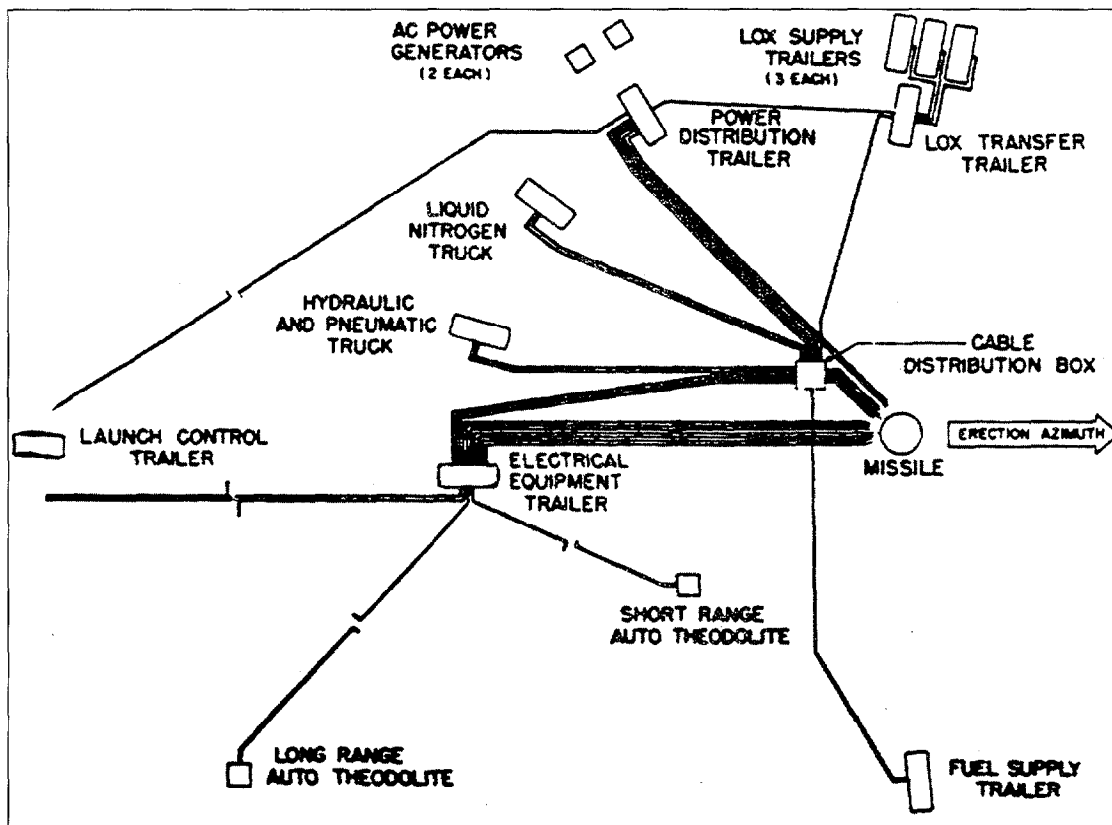 AC POWER
GENERATORS
(2 EACH)
LOX SUPPLY
TRAILERS
(3 EACH)
POWER
DISTRIBUTION
TRAILER
LOX TRANSFER
TRAILER
LIQUID
NITROGEN
TRUCK
HYDRAULIC
AND PNEUMATIC
TRUCK
CABLE
DISTRIBUTION BOX
LAUNCH CONTROL
TRAILER
ERECTION AZIMUTH
MISSILE
ELECTRICAL
EQUIPMENT
TRAILER
SHORT RANGE
AUTO THEODOLITE
LONG RANGE
AUTO THEODOLITE
FUEL SUPPLY
TRAILER